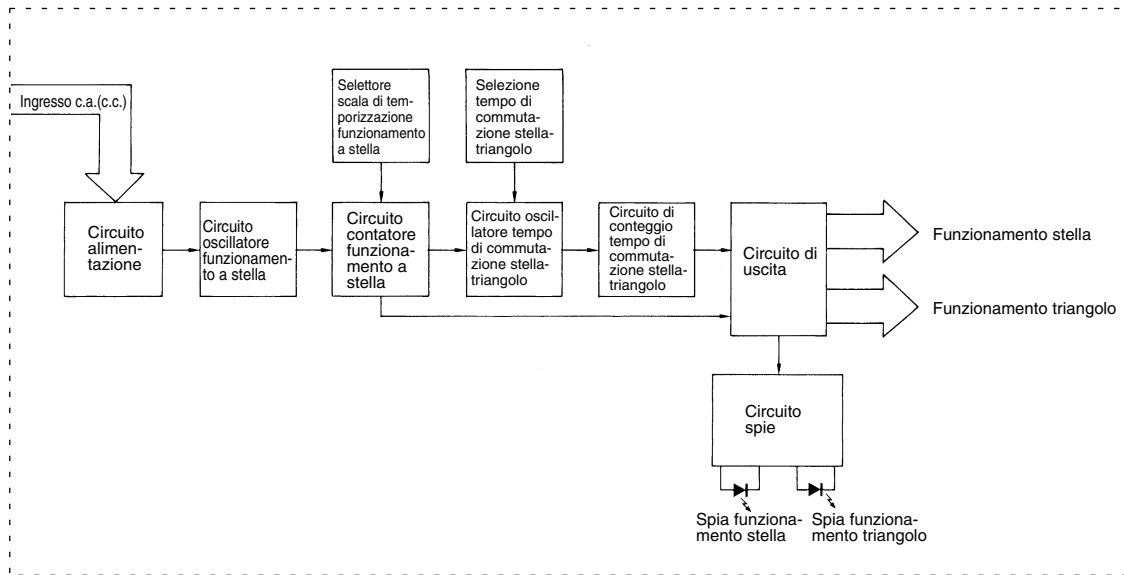 Ingresso c.a.(c.c.)
Selettore
scala di tem-
porizzazione
funzionamento
a stella
Selezione
tempo di
commuta-
zione stella-
triangolo
Circuito
alimen-
tazione
Circuito
oscillatore
funzionamen-
to a stella
Circuito
contatore
funzio-
namento a
stella
Circuito oscil-
latore tempo
di commuta-
zione stella-
triangolo
Circuito di
conteggio
tempo di
commutazione
stella-
triangolo
Circuito di
uscita
Funzionamento stella
Funzionamento triangolo
Circuito
spie
Spia funziona-
mento stella
Spia funziona-
mento triangolo